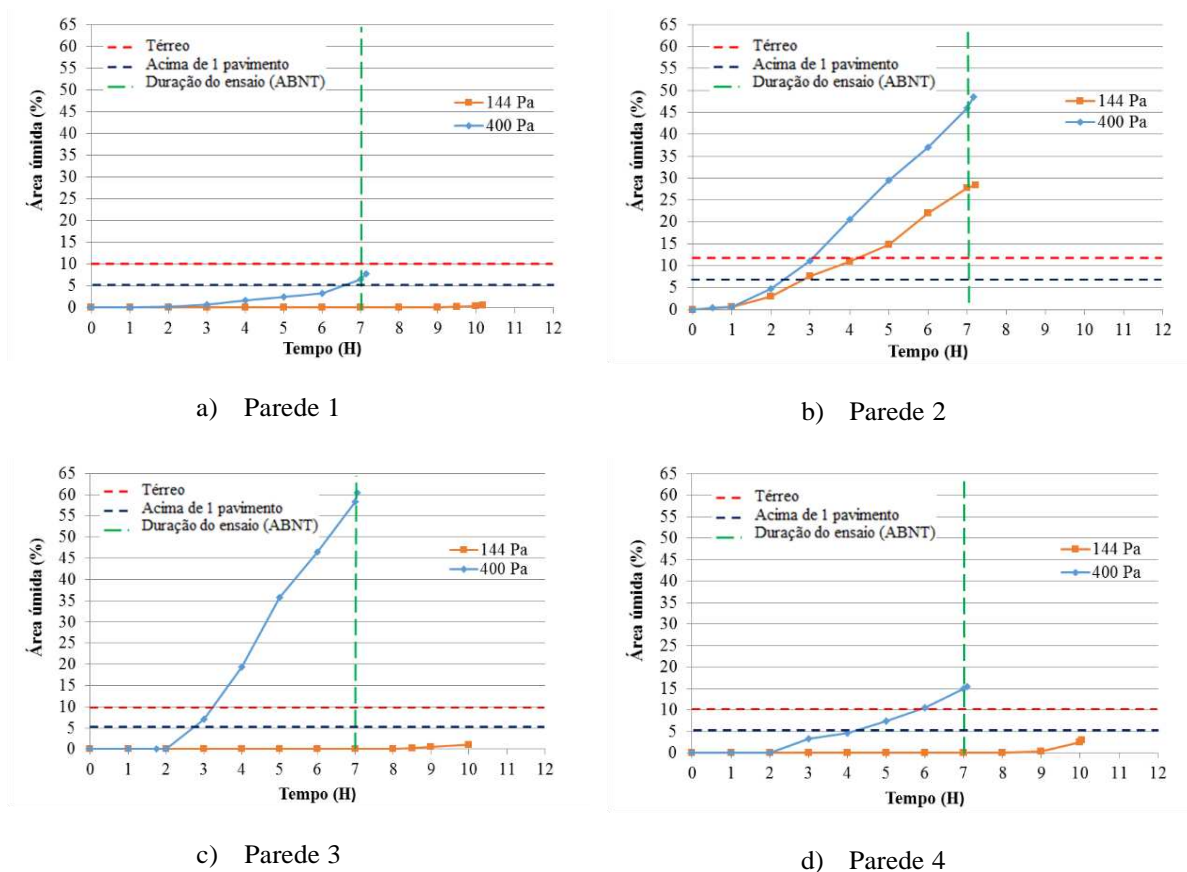 65
60
55
50
45
40
35
30
25
20
15
10
5
0
Área úmida (%)
Térreo
Acima de 1 pavimento
Duração do ensaio (ABNT)
144 Pa
400 Pa
0 1 2 3 4 5 6 7 8 9 10 11 12
Tempo (H)
a) Parede 1
65
60
55
50
45
40
35
30
25
20
15
10
5
0
Área úmida (%)
Térreo
Acima de 1 pavimento
Duração do ensaio (ABNT)
144 Pa
400 Pa
0 1 2 3 4 5 6 7 8 9 10 11 12
Tempo (H)
b) Parede 2
65
60
55
50
45
40
35
30
25
20
15
10
5
0
Área úmida (%)
Térreo
Acima de 1 pavimento
Duração do ensaio (ABNT)
144 Pa
400 Pa
0 1 2 3 4 5 6 7 8 9 10 11 12
Tempo (H)
c) Parede 3
65
60
55
50
45
40
35
30
25
20
15
10
5
0
Área úmida (%)
Térreo
Acima de 1 pavimento
Duração do ensaio (ABNT)
144 Pa
400 Pa
0 1 2 3 4 5 6 7 8 9 10 11 12
Tempo (H)
d) Parede 4